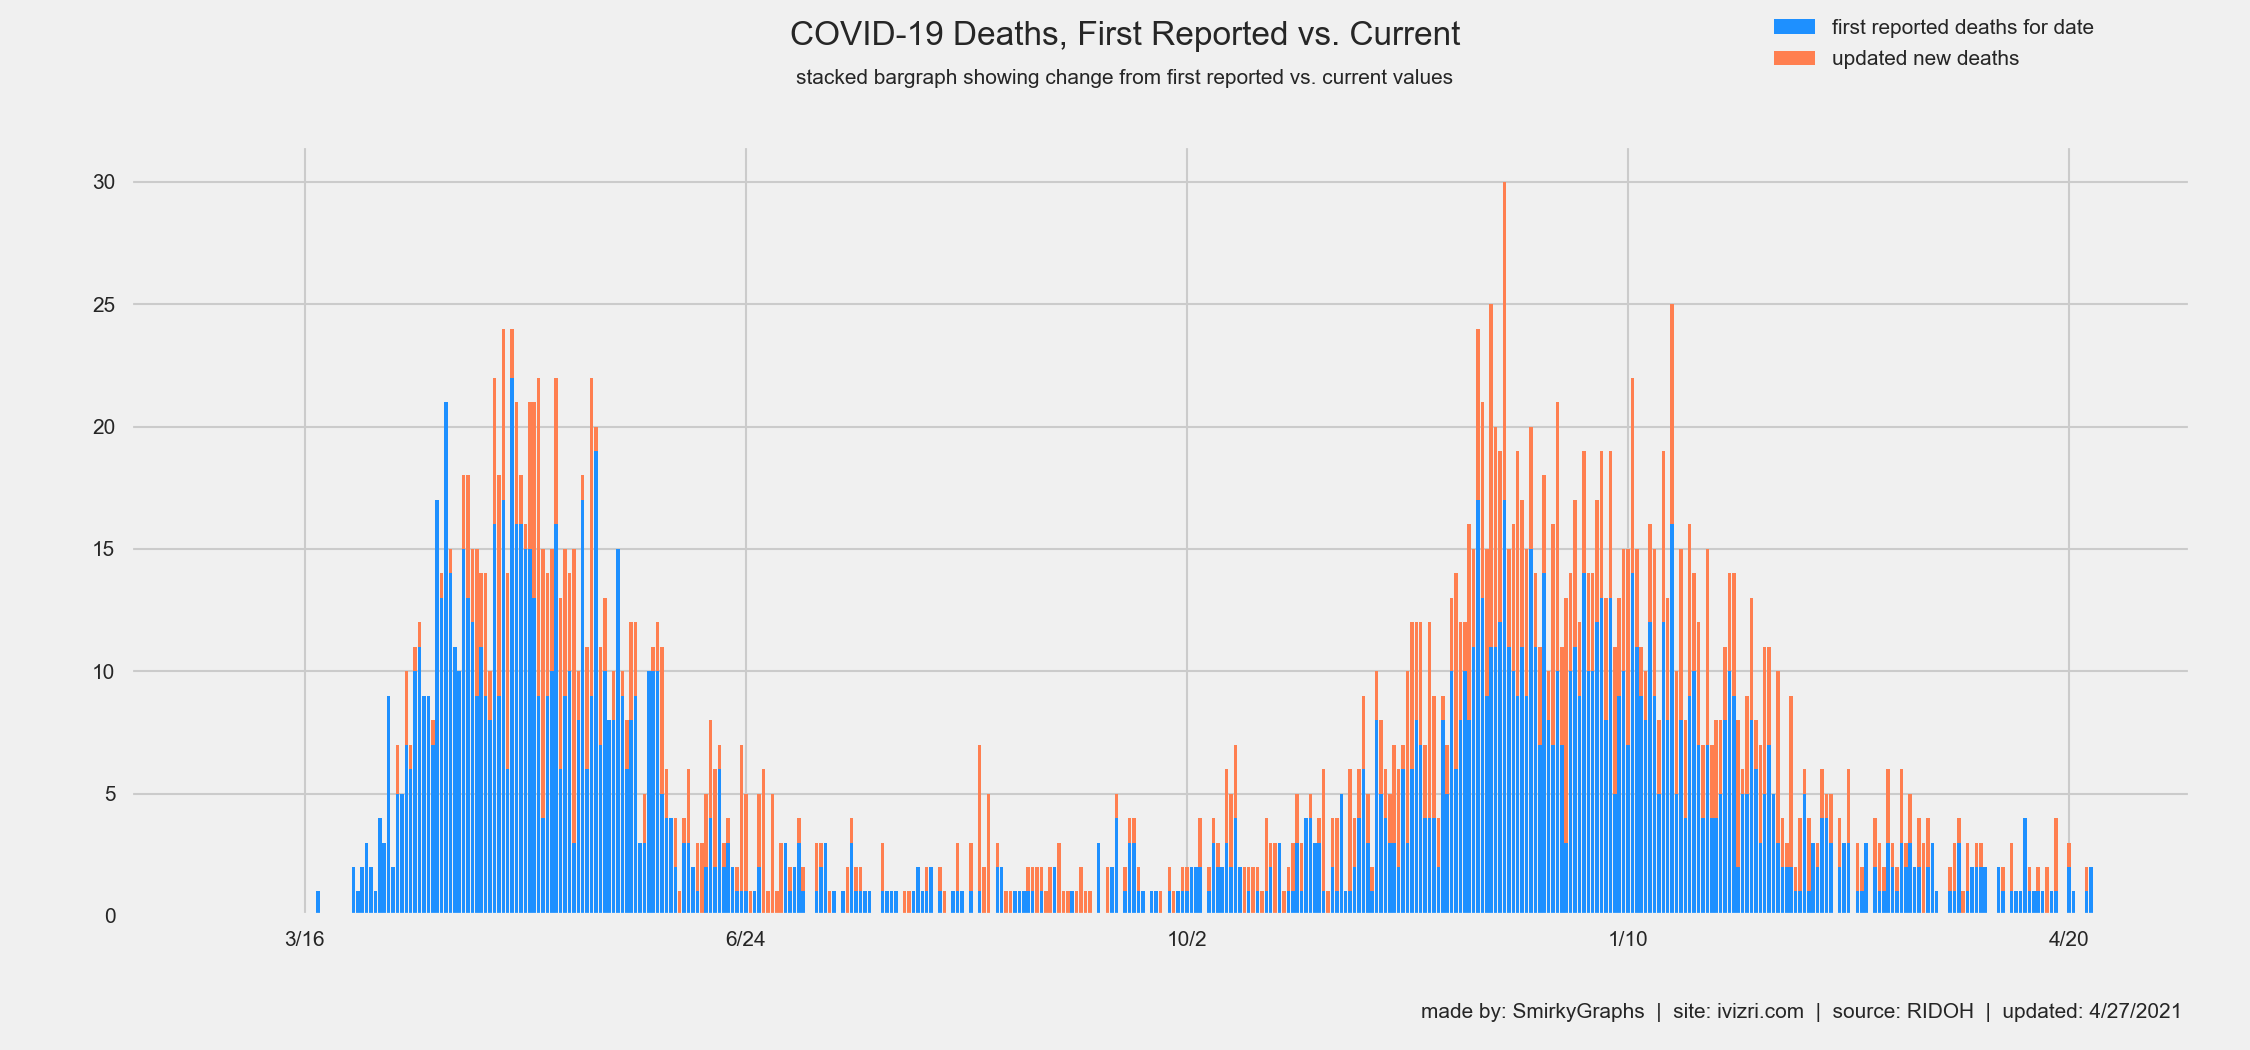 COVID-19 Deaths, First Reported vs. Current
stacked bargraph showing change from first reported vs. current values
first reported deaths for date
updated new deaths
30
25
20
15
10
5
0
3/16 6/24 10/2 1/10 4/20
made by: SmirkyGraphs | site: ivizri.com | source: RIDOH | updated: 4/27/2021